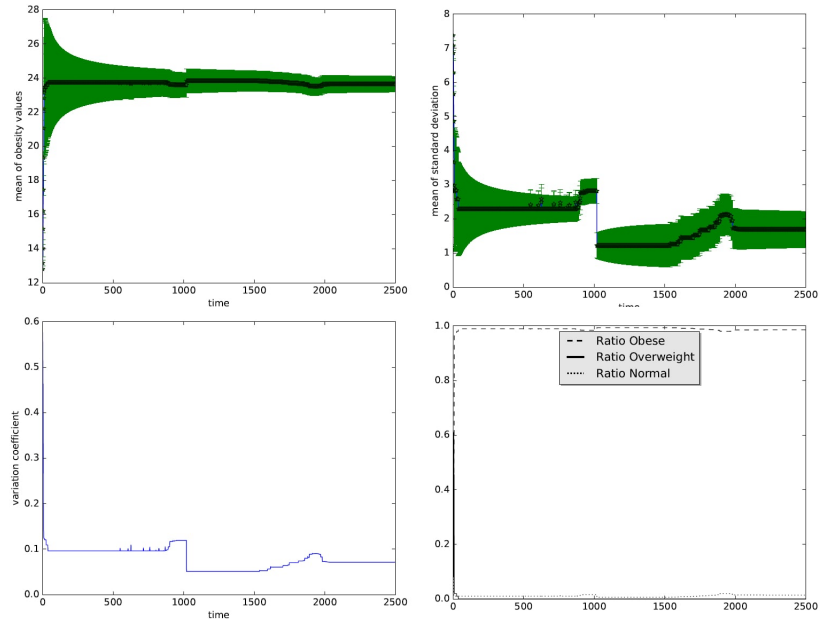 28
26
24
22
20
18
16
14
12
mean of obesity values
0 500 1000 1500 2000 2500
time
8
7
6
5
4
3
2
1
0
mean of standard deviation
0 500 1000 1500 2000 2500
time
0.6
0.5
0.4
0.3
0.2
0.1
0.0
variation coefficient
0 500 1000 1500 2000 2500
time
1.0
0.8
0.6
0.4
0.2
0.0
Ratio Obese
Ratio Overweight
Ratio Normal
0 500 1000 1500 2000 2500